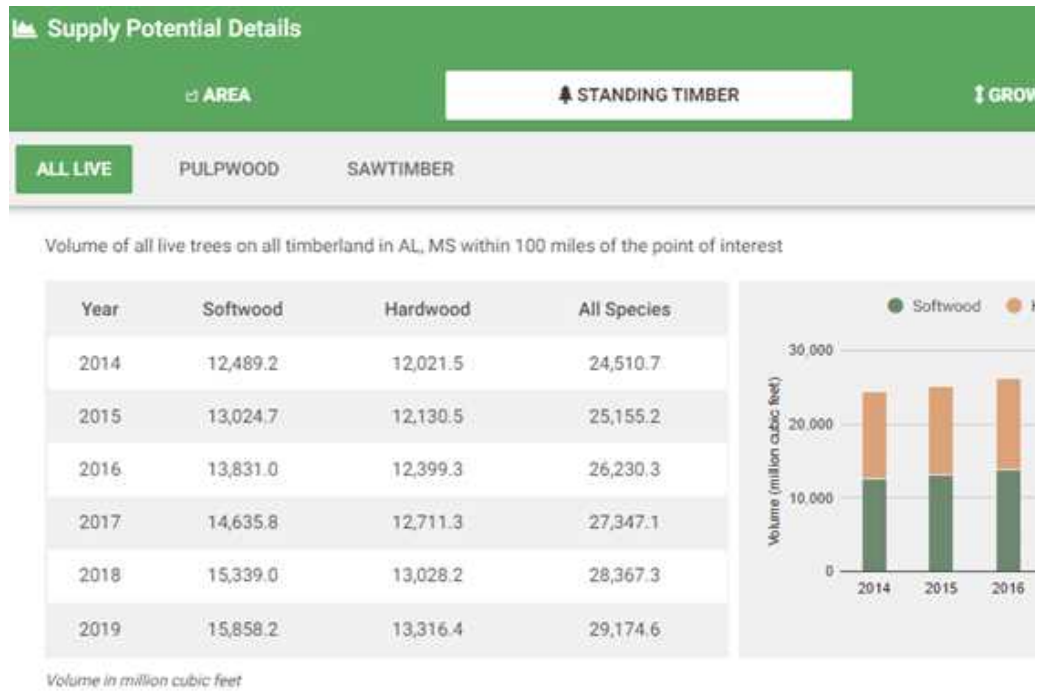 Supply Potential Details
AREA
STANDING TIMBER
GROW
ALL LIVE
PULPWOOD
SAWTIMBER
Volume of all live trees on all timberland in AL, MS within 100 miles of the point of interest
Year Softwood Hardwood All Species
2014 12,489.2 12,021.5 24,510.7
2015 13,024.7 12,130.5 25,155.2
2016 13,831.0 12,399.3 26,230.3
2017 14,635.8 12,711.3 27,347.1
2018 15,339.0 13,028.2 28,367.3
2019 15,858.2 13,316.4 29,174.6
Volume in million cubic feet
Softwood
Volume (million cubic feet)
30,000
20,000
10,000
0
2014 2015 2016